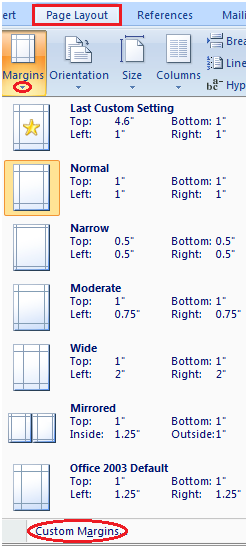 ert Page Layout References Mailin
Margins Orientation Size Columns Brea
Line
Hyp
Last Custom Setting
Top: 4.6" Bottom: 1"
Left: 1" Right: 1"
Normal
Top: 1" Bottom: 1"
Left: 1" Right: 1"
Narrow
Top: 0.5" Bottom: 0.5"
Left: 0.5" Right: 0.5"
Moderate
Top: 1" Bottom: 1"
Left: 0.75" Right: 0.75"
Wide
Top: 1" Bottom: 1"
Left: 2" Right: 2"
Mirrored
Top: 1" Bottom: 1"
Inside: 1.25" Outside:1"
Office 2003 Default
Top: 1" Bottom: 1"
Left: 1.25" Right: 1.25"
Custom Margins...